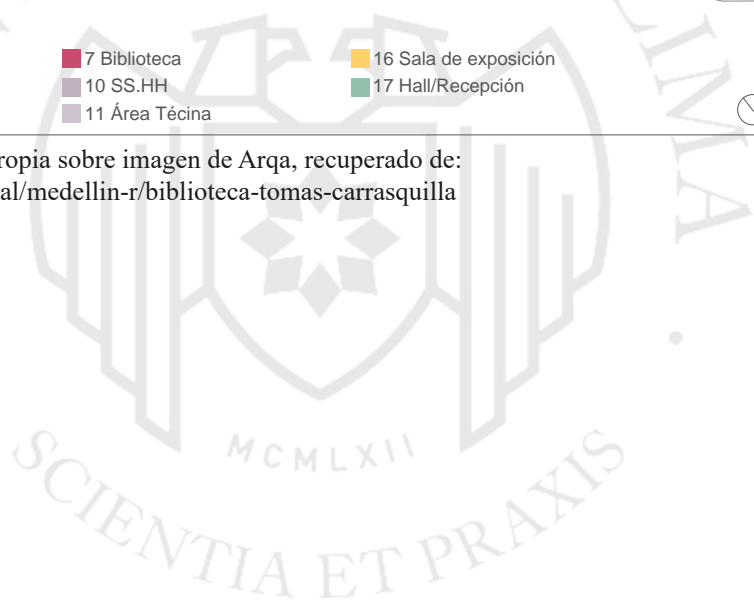 7 Biblioteca
16 Sala de exposición
10 SS.HH
17 Hall/Recepción
11 Área Técina
ropia sobre imagen de Arqa, recuperado de:
al/medellin-r/biblioteca-tomas-carrasquilla
LIMA
MCMLXII
SCIENTIA ET PRAXIS